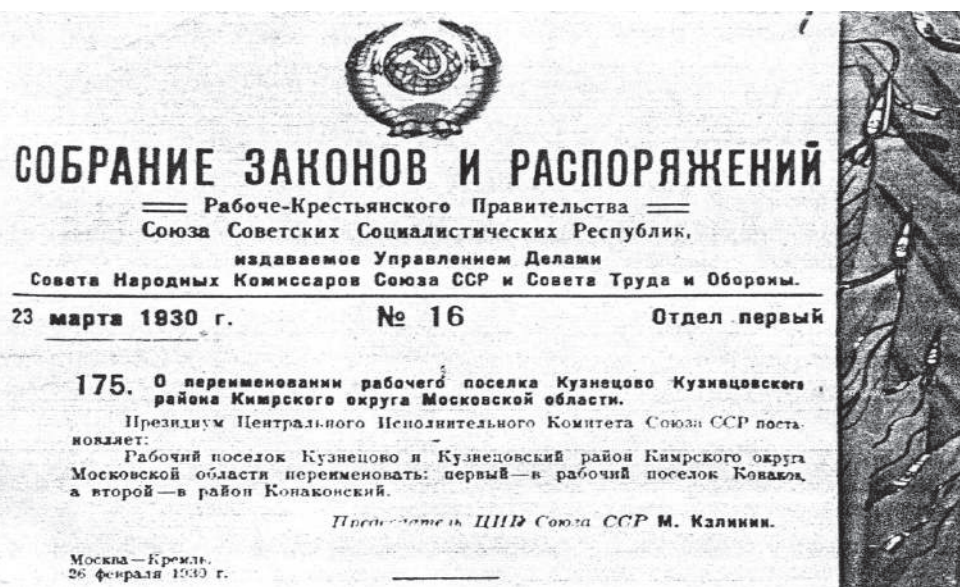 СОБРАНИЕ ЗАКОНОВ И РАСПОРЯЖЕНИЙ
Рабоче-Крестьянского Правительства
Союза Советских Социалистических Республик,
издаваемое Управлением Делами
Совета Народных Комиссаров Союза ССР и Совета Труда и Обороны.
23 марта 1930 г. № 16 Отдел первый
175. О переименовании рабочего поселка Кузнецово Кузнецовского
района Кимрского округа Московской области.
Президиум Центрального Исполнительного Комитета Союза ССР поста-
новляет:
Рабочий поселок Кузнецово и Кузнецовский район Кимрского округа
Московской области переименовать: первый—в рабочий поселок Конаков,
а второй—в район Конаковский.
Председатель ЦИК Союза ССР М. Калинин.
Москва—Кремль.
26 февраля 1930 г.